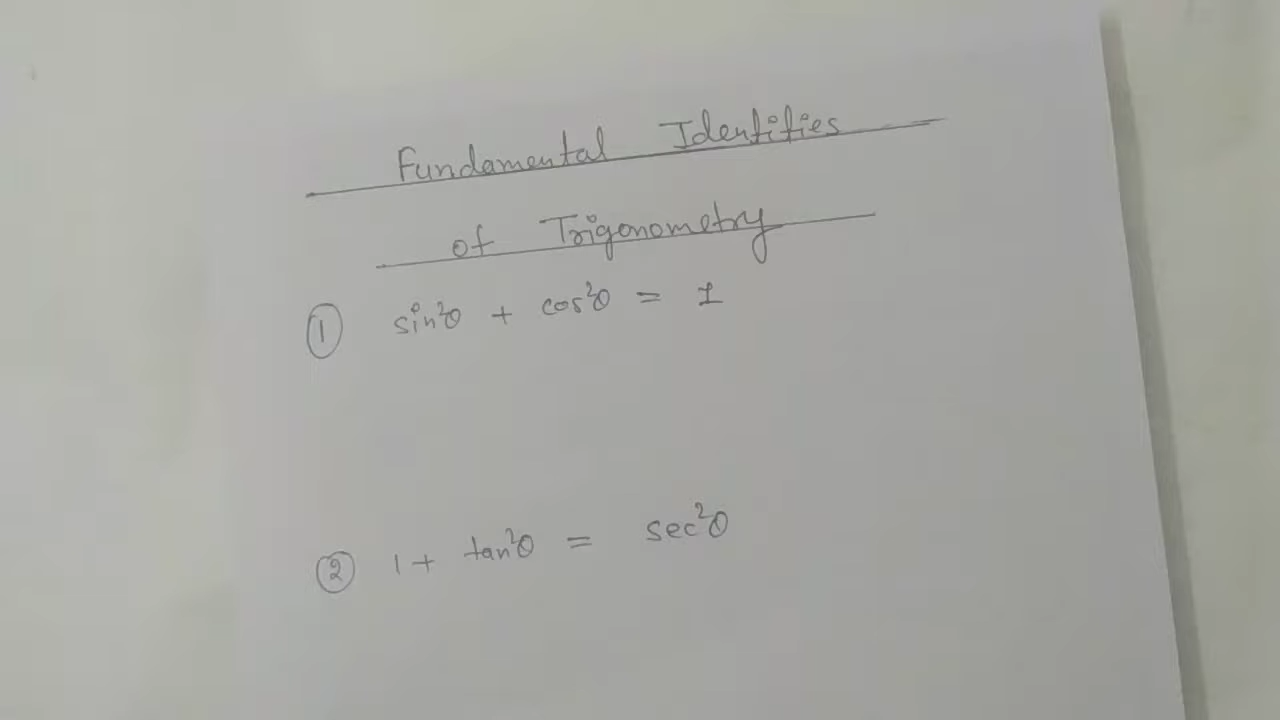 Fundamental Identities
of Trigonometry
① sin²θ + cos²θ = 1
② 1 + tan²θ = sec²θ